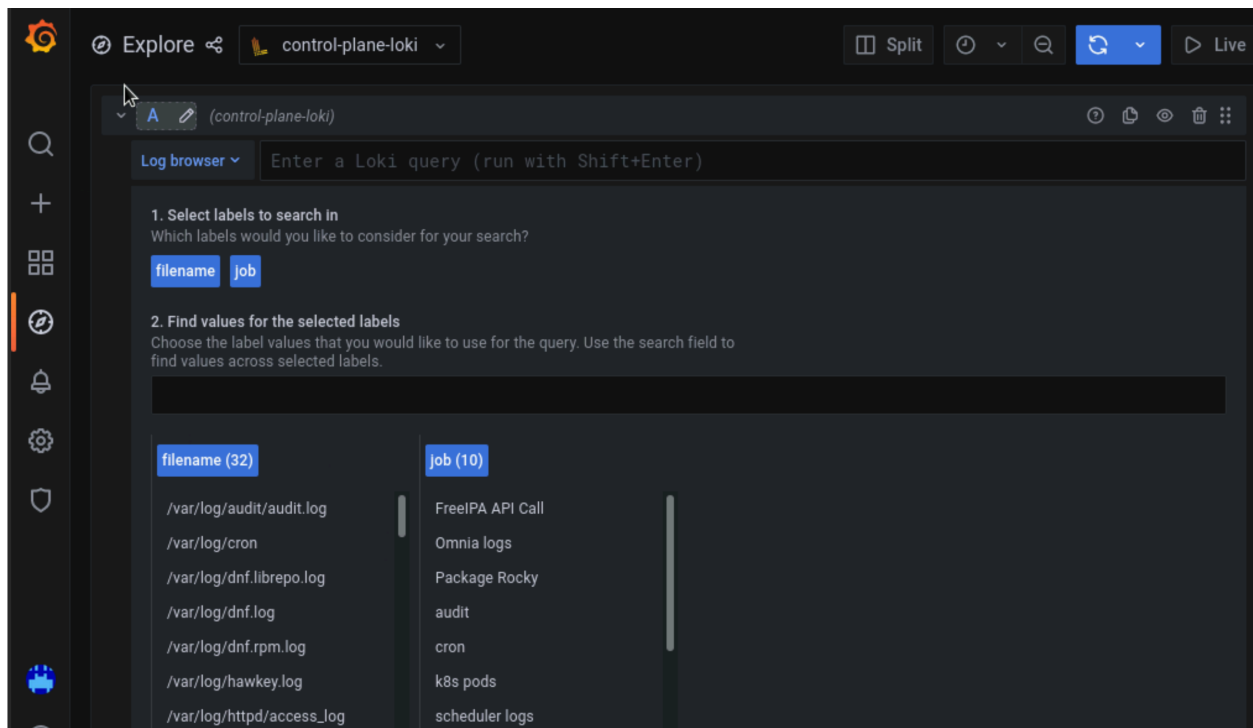 Explore control-plane-loki Split Live
A (control-plane-loki)
Log browser Enter a Loki query (run with Shift+Enter)
1. Select labels to search in
Which labels would you like to consider for your search?
filename job
2. Find values for the selected labels
Choose the label values that you would like to use for the query. Use the search field to
find values across selected labels.
filename (32) job (10)
/var/log/audit/audit.log FreeIPA API Call
/var/log/cron Omnia logs
/var/log/dnf.librepo.log Package Rocky
/var/log/dnf.log audit
/var/log/dnf.rpm.log cron
/var/log/hawkey.log k8s pods
/var/log/httpd/access_log scheduler logs